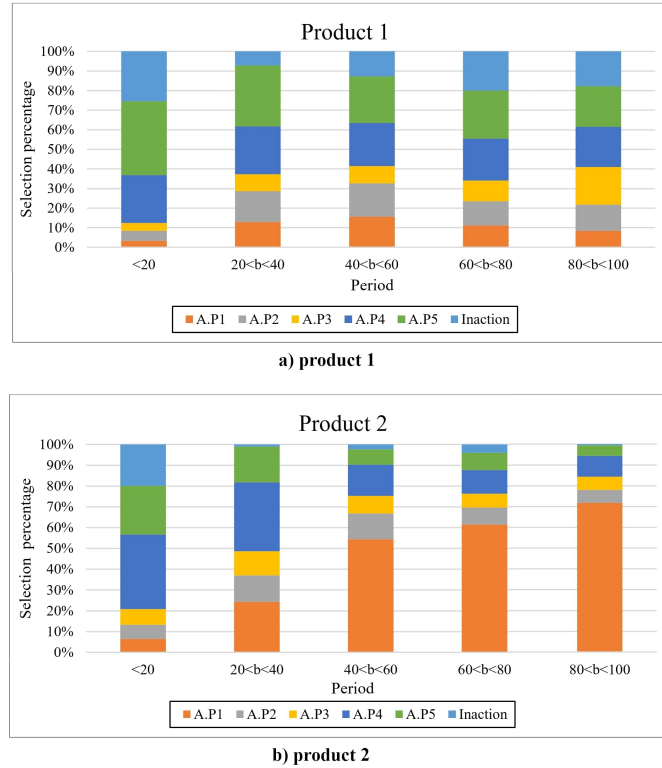 Product 1
100%
90%
80%
70%
60%
50%
40%
30%
20%
10%
0%
Selection percentage
<20 20<b<40 40<b<60 60<b<80 80<b<100
Period
A.P1 A.P2 A.P3 A.P4 A.P5 Inaction
a) product 1
Product 2
100%
90%
80%
70%
60%
50%
40%
30%
20%
10%
0%
Selection percentage
<20 20<b<40 40<b<60 60<b<80 80<b<100
Period
A.P1 A.P2 A.P3 A.P4 A.P5 Inaction
b) product 2